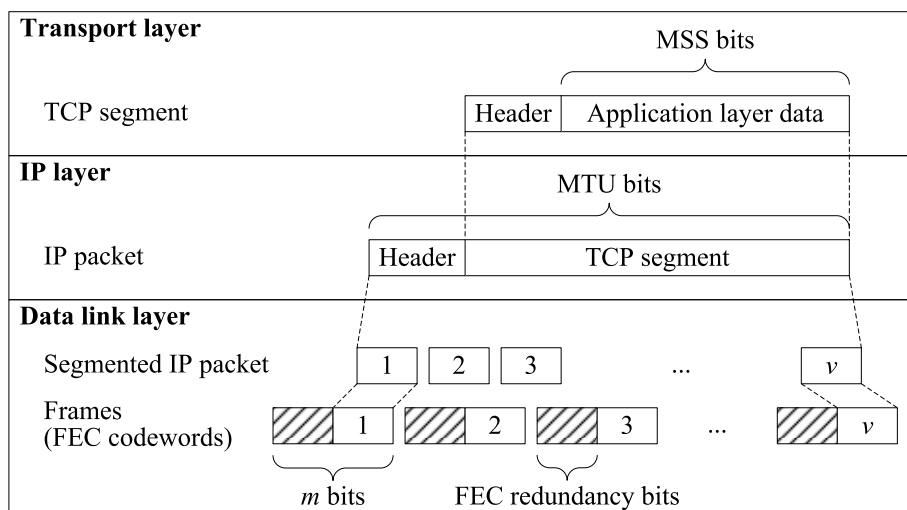 Transport layer
MSS bits
TCP segment
Header
Application layer data
IP layer
MTU bits
IP packet
Header
TCP segment
Data link layer
Segmented IP packet
1
2
3
...
v
Frames
(FEC codewords)
1
2
3
...
v
m bits
FEC redundancy bits